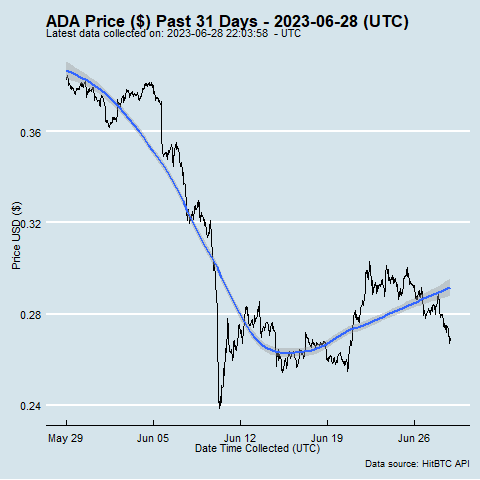 ADA Price ($) Past 31 Days - 2023-06-28 (UTC)
Latest data collected on: 2023-06-28 22:03:58 - UTC
0.36
0.32
0.28
0.24
Price USD ($)
May 29 Jun 05 Jun 12 Jun 19 Jun 26
Date Time Collected (UTC)
Data source: HitBTC API